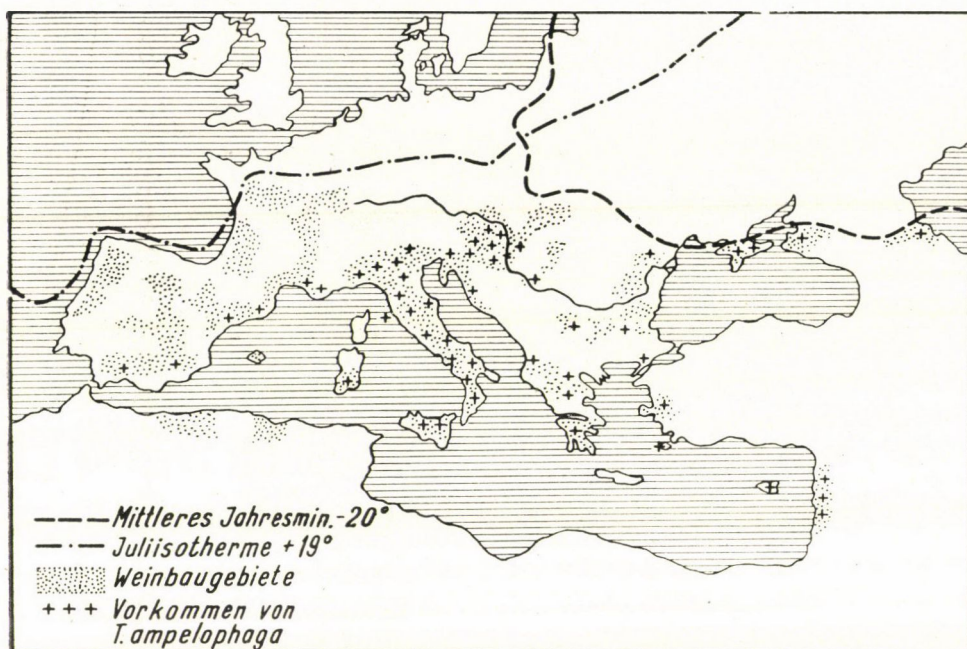 Mittleres Jahresmin.-20°
Juliisotherme +19°
Weinbaugebiete
Vorkommen von
T. ampelophaga